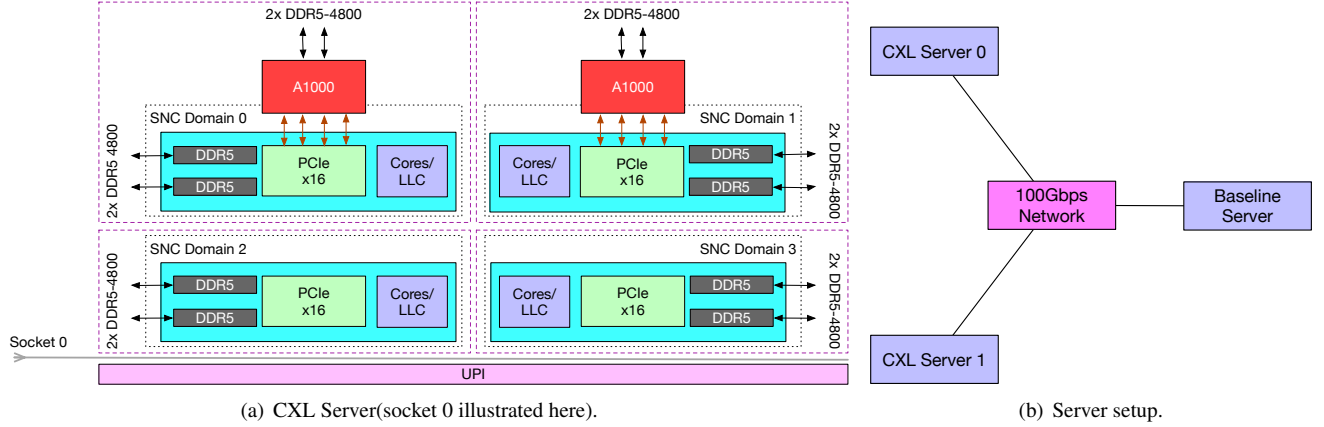 2x DDR5-4800
2x DDR5-4800
A1000
A1000
SNC Domain 0
SNC Domain 1
2x DDR5-4800
DDR5
DDR5
PCIe
x16
Cores/
LLC
Cores/
LLC
PCIe
x16
DDR5
DDR5
2x DDR5-4800
SNC Domain 2
SNC Domain 3
2x DDR5-4800
DDR5
DDR5
PCIe
x16
Cores/
LLC
Cores/
LLC
PCIe
x16
DDR5
DDR5
2x DDR5-4800
Socket 0
UPI
(a) CXL Server(socket 0 illustrated here).
CXL Server 0
100Gbps
Network
Baseline
Server
CXL Server 1
(b) Server setup.